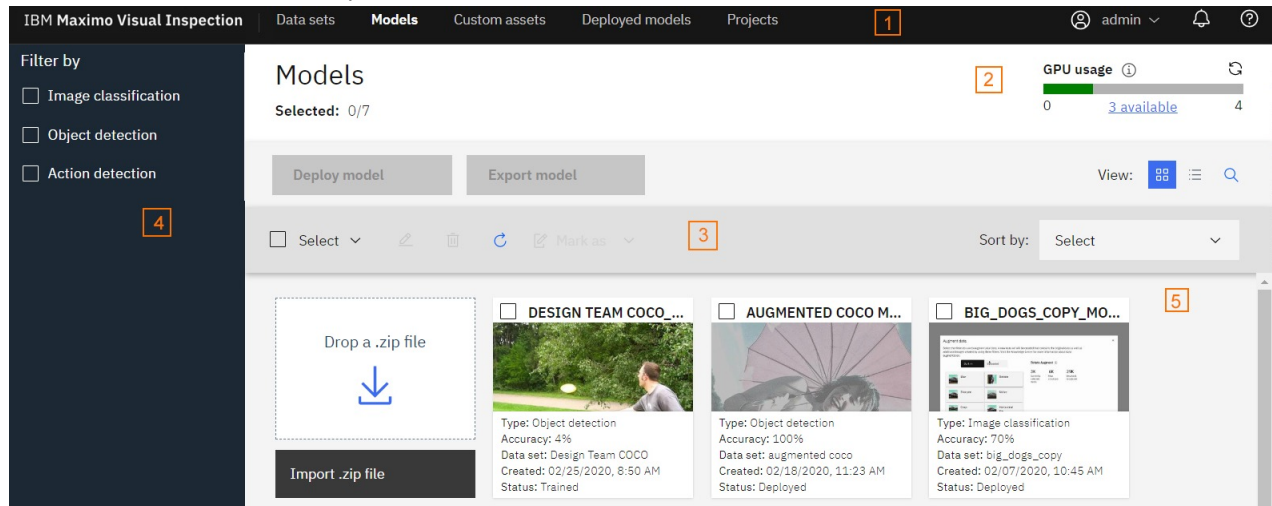 IBM Maximo Visual Inspection Data sets Models Custom assets Deployed models Projects 1 admin
Filter by
Image classification
Object detection
Action detection
4
Models
Selected: 0/7
2
GPU usage
0 3 available 4
Deploy model Export model View:
Select Mark as 3 Sort by: Select
5
Drop a .zip file
Import .zip file
DESIGN TEAM COCO_...
Type: Object detection
Accuracy: 4%
Data set: Design Team COCO
Created: 02/25/2020, 8:50 AM
Status: Trained
AUGMENTED COCO M...
Type: Object detection
Accuracy: 100%
Data set: augmented coco
Created: 02/18/2020, 11:23 AM
Status: Deployed
BIG_DOGS_COPY_MO...
Augment data
Type: Image classification
Accuracy: 70%
Data set: big_dogs_copy
Created: 02/07/2020, 10:45 AM
Status: Deployed